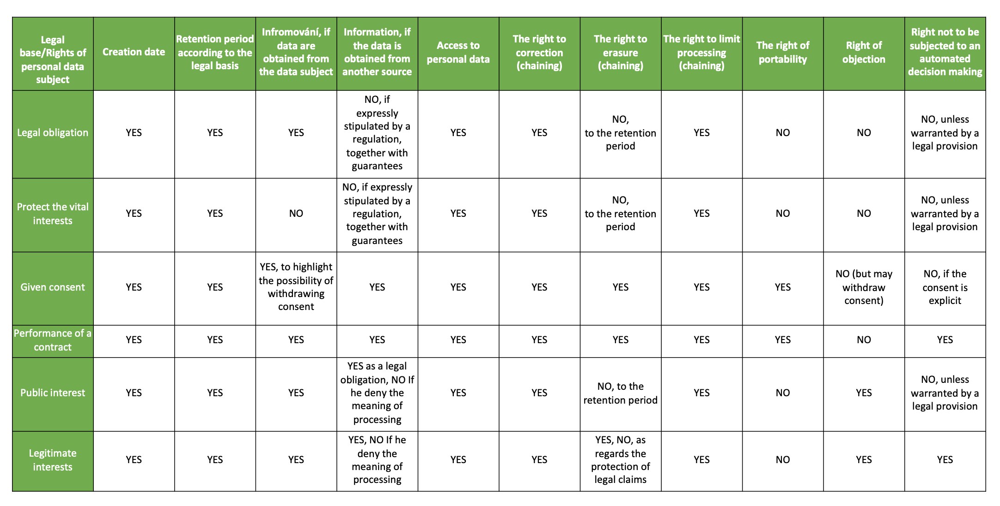 Legal
base/Rights of
personal data
subject
Creation date
Retention period
according to the
legal basis
Infromování, if
data are
obtained from
the data subject
Information, if
the data is
obtained from
another source
Access to
personal data
The right to
correction
(chaining)
The right to
erasure
(chaining)
The right to limit
processing
(chaining)
The right of
portability
Right of
objection
Right not to be
subjected to an
automated
decision making
Legal obligation
YES
YES
YES
NO, if
expressly
stipulated by a
regulation,
together with
guarantees
YES
YES
NO,
to the retention
period
YES
NO
NO
NO, unless
warranted by a
legal provision
Protect the vital
interests
YES
YES
NO
NO, if expressly
stipulated by a
regulation,
together with
guarantees
YES
YES
NO,
to the retention
period
YES
NO
NO
NO, unless
warranted by a
legal provision
Given consent
YES
YES
YES, to highlight
the possibility of
withdrawing
consent
YES
YES
YES
YES
YES
YES
NO (but may
withdraw
consent)
NO, if the
consent is
explicit
Performance of a
contract
YES
YES
YES
YES
YES
YES
YES
YES
YES
NO
YES
Public interest
YES
YES
YES
YES as a legal
obligation, NO If
he deny the
meaning of
processing
YES
YES
NO, to the
retention period
YES
NO
YES
NO, unless
warranted by a
legal provision
Legitimate
interests
YES
YES
YES
YES, NO If he
deny the
meaning of
processing
YES
YES
YES, NO, as
regards the
protection of
legal claims
YES
NO
YES
YES